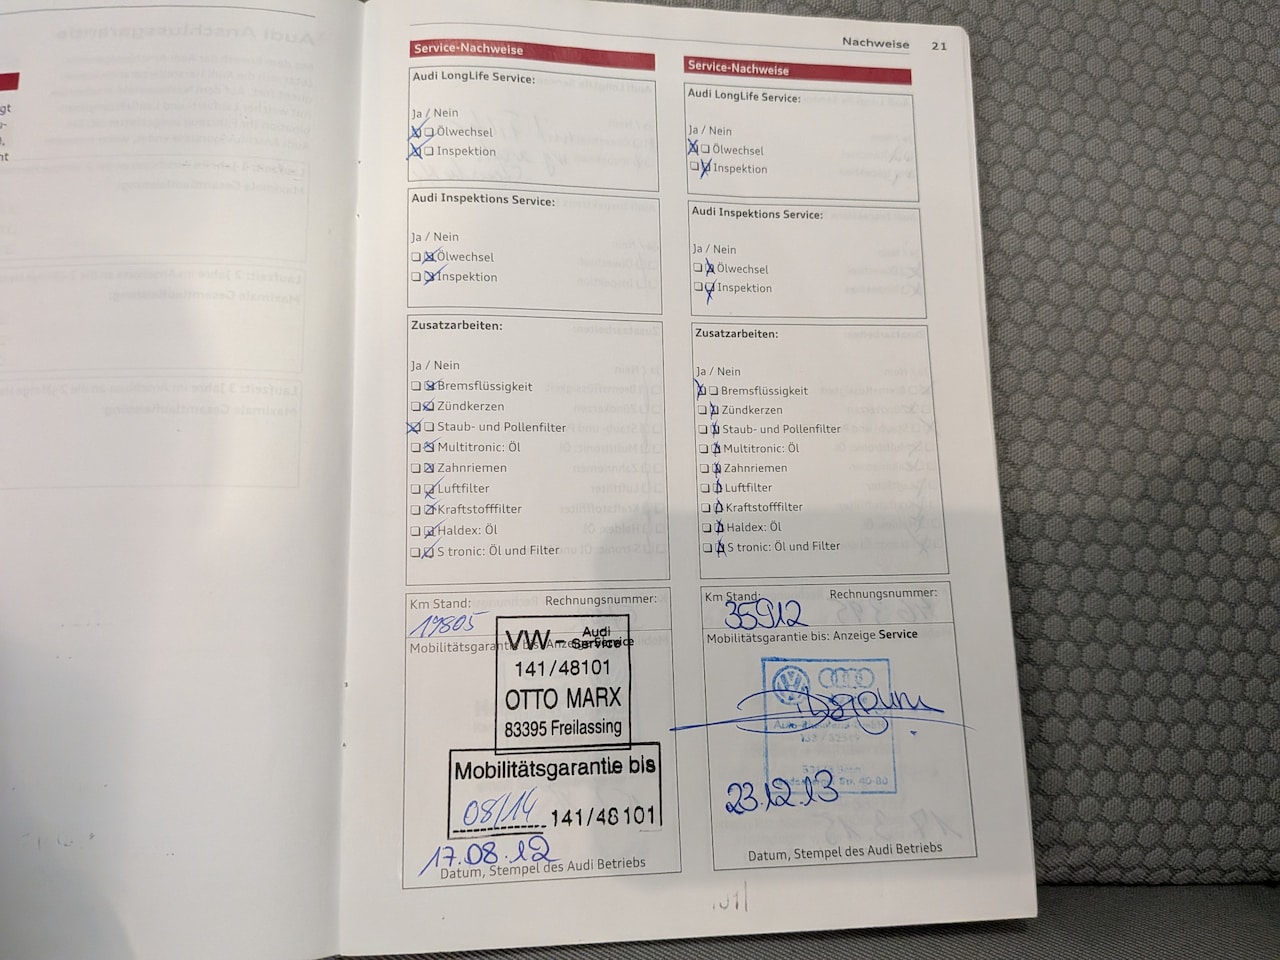 Nachweise 21
Service-Nachweise
Audi LongLife Service:
Ja / Nein
Ölwechsel
Inspektion
Audi Inspektions Service:
Ja / Nein
Ölwechsel
Inspektion
Zusatzarbeiten:
Ja / Nein
Bremsflüssigkeit
Zündkerzen
Staub- und Pollenfilter
Multitronic: Öl
Zahnriemen
Luftfilter
Kraftstofffilter
Haldex: Öl
S tronic: Öl und Filter
Km Stand: Rechnungsnummer:
19805
Mobilitätsgarantie bis: Anzeige Service
VW - Audi Service
141/48101
OTTO MARX
83395 Freilassing
Mobilitätsgarantie bis
08/14 141/48101
17.08.12
Datum, Stempel des Audi Betriebs
Service-Nachweise
Audi LongLife Service:
Ja / Nein
Ölwechsel
Inspektion
Audi Inspektions Service:
Ja / Nein
Ölwechsel
Inspektion
Zusatzarbeiten:
Ja / Nein
Bremsflüssigkeit
Zündkerzen
Staub- und Pollenfilter
Multitronic: Öl
Zahnriemen
Luftfilter
Kraftstofffilter
Haldex: Öl
S tronic: Öl und Filter
Km Stand: Rechnungsnummer:
35912
Mobilitätsgarantie bis: Anzeige Service
Str. 40-80
23.12.13
Datum, Stempel des Audi Betriebs